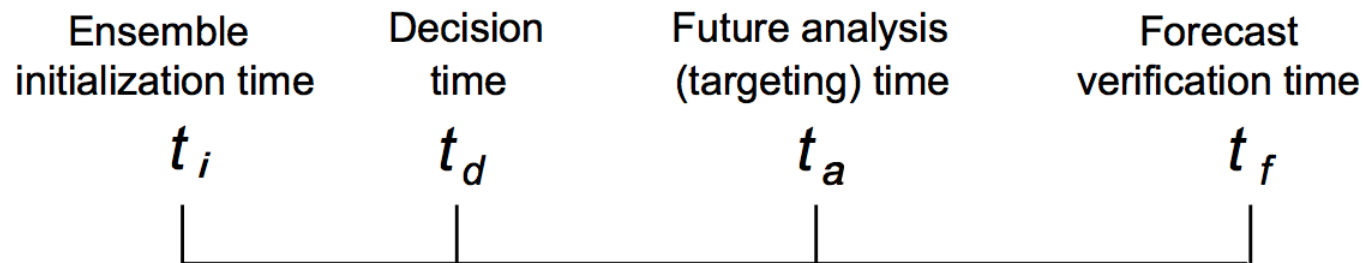 Ensemble
initialization time
t i
Decision
time
t d
Future analysis
(targeting) time
t a
Forecast
verification time
t f